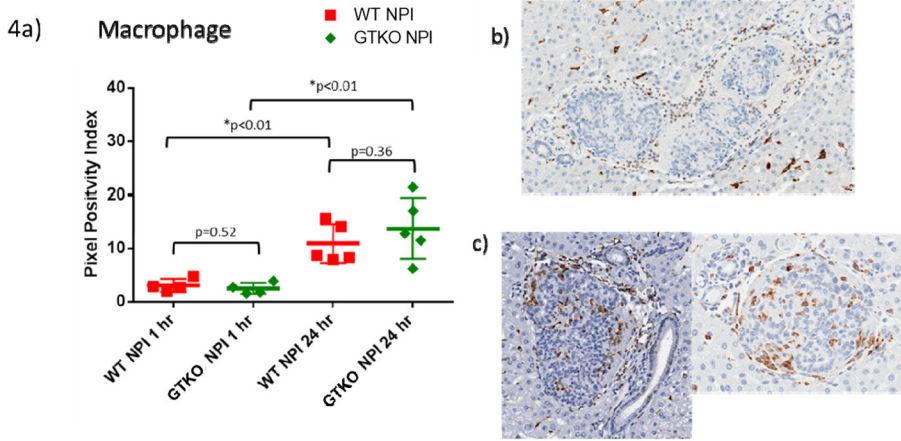 4a)
Macrophage
WT NPI
GTKO NPI
Pixel Positvity Index
40
30
20
10
0
*p<0.01
*p<0.01
p=0.36
p=0.52
WT NPI 1 hr
GTKO NPI 1 hr
WT NPI 24 hr
GTKO NPI 24 hr
b)
c)